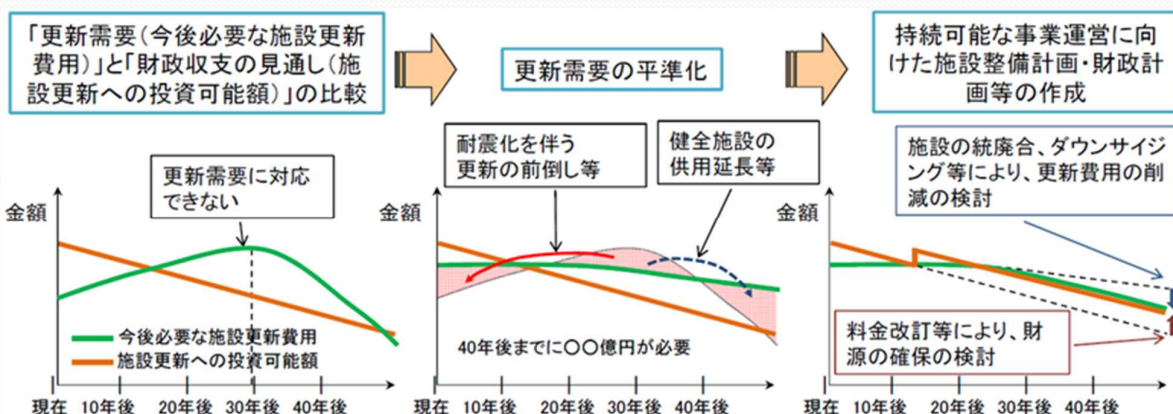 「更新需要(今後必要な施設更新
費用)」と「財政収支の見通し(施
設更新への投資可能額)」の比較
更新需要の平準化
持続可能な事業運営に向
けた施設整備計画・財政計
画等の作成
更新需要に対応
できない
金額
今後必要な施設更新費用
施設更新への投資可能額
現在 10年後 20年後 30年後 40年後
耐震化を伴う
更新の前倒し等
健全施設の
供用延長等
金額
40年後までに〇〇億円が必要
現在 10年後 20年後 30年後 40年後
施設の統廃合、ダウンサイジ
ング等により、更新費用の削
減の検討
金額
料金改訂等により、財
源の確保の検討
現在 10年後 20年後 30年後 40年後